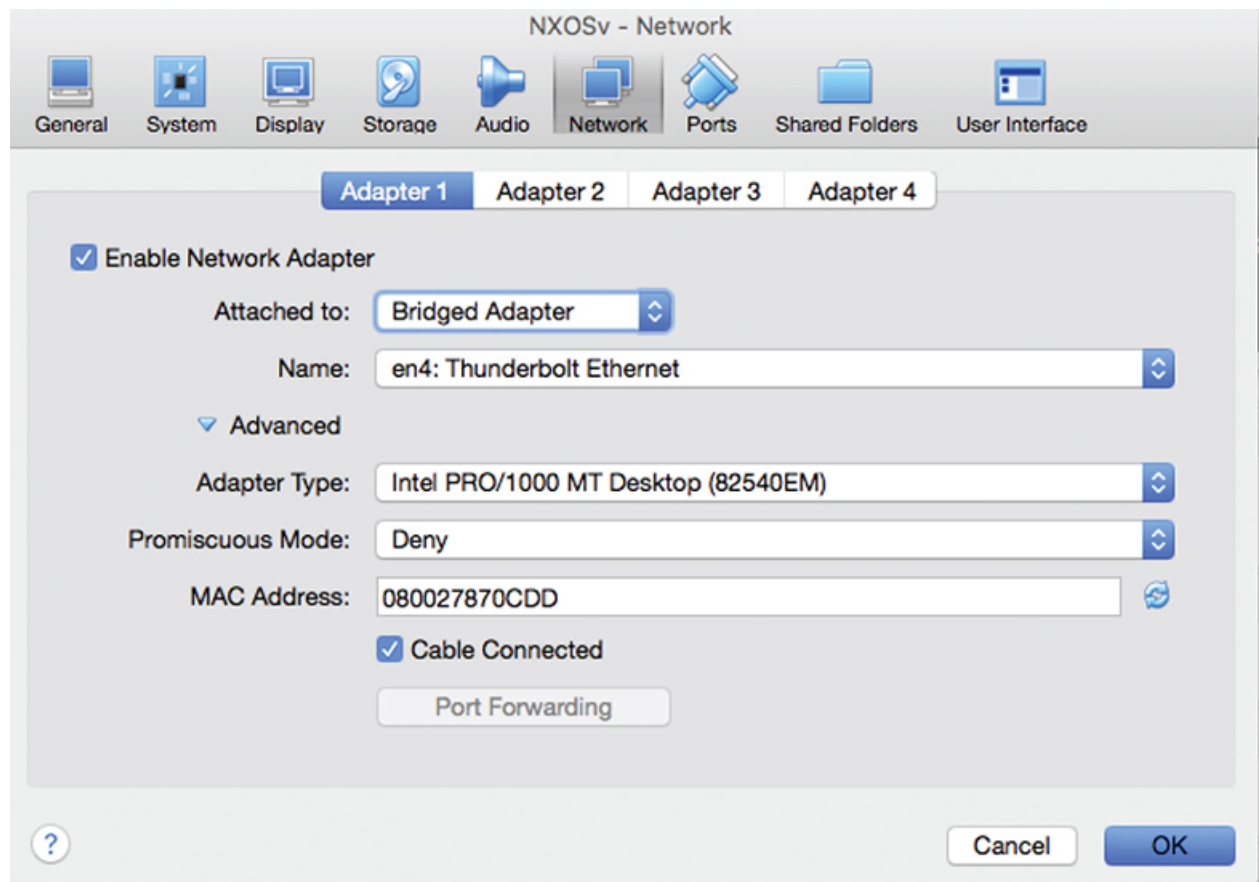 NXOSv - Network
General System Display Storage Audio Network Ports Shared Folders User Interface
Adapter 1 Adapter 2 Adapter 3 Adapter 4
Enable Network Adapter
Attached to: Bridged Adapter
Name: en4: Thunderbolt Ethernet
Advanced
Adapter Type: Intel PRO/1000 MT Desktop (82540EM)
Promiscuous Mode: Deny
MAC Address: 080027870CDD
Cable Connected
Port Forwarding
? Cancel OK